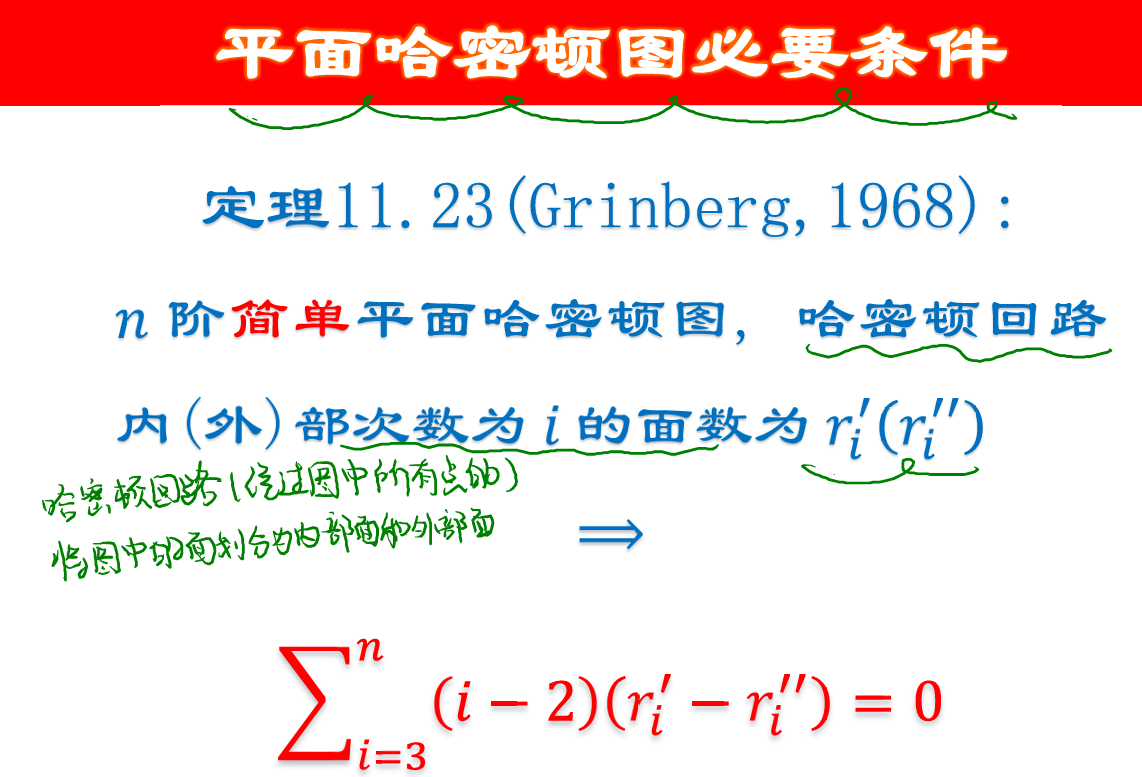 平面哈密顿图必要条件
定理11.23(Grinberg,1968):
n 阶简单平面哈密顿图, 哈密顿回路
内(外)部次数为 i 的面数为 r_i′(r_i″)
哈密顿回路(经过图中所有点的)
将图中的面划分为内部面和外部面
⟹
∑_{i=3}^{n} (i − 2)(r_i′ − r_i″) = 0